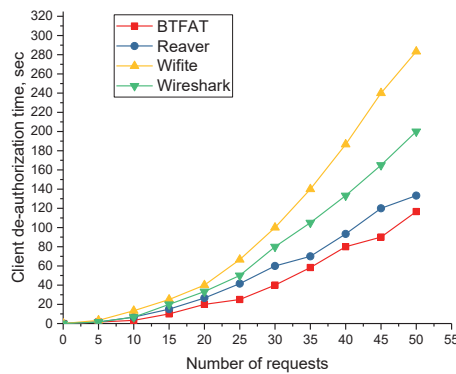 320
300
280
260
240
220
200
180
160
140
120
100
80
60
40
20
0
Client de-authorization time, sec
BTFAT
Reaver
Wifite
Wireshark
0 5 10 15 20 25 30 35 40 45 50 55
Number of requests